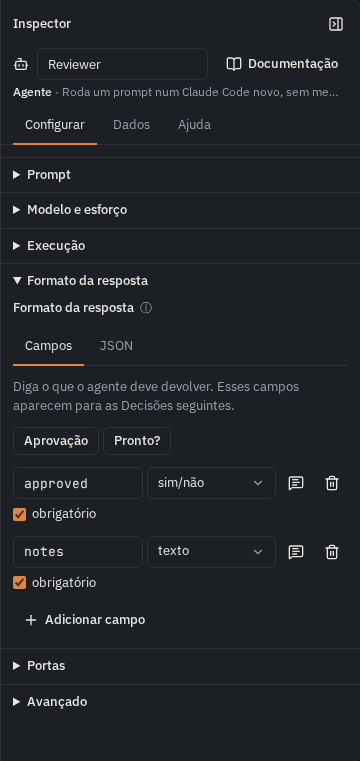 Inspector
Reviewer
Documentação
Agente · Roda um prompt num Claude Code novo, sem me...
Configurar Dados Ajuda
Prompt
Modelo e esforço
Execução
Formato da resposta
Formato da resposta
Campos JSON
Diga o que o agente deve devolver. Esses campos
aparecem para as Decisões seguintes.
Aprovação Pronto?
approved sim/não
obrigatório
notes texto
obrigatório
Adicionar campo
Portas
Avançado